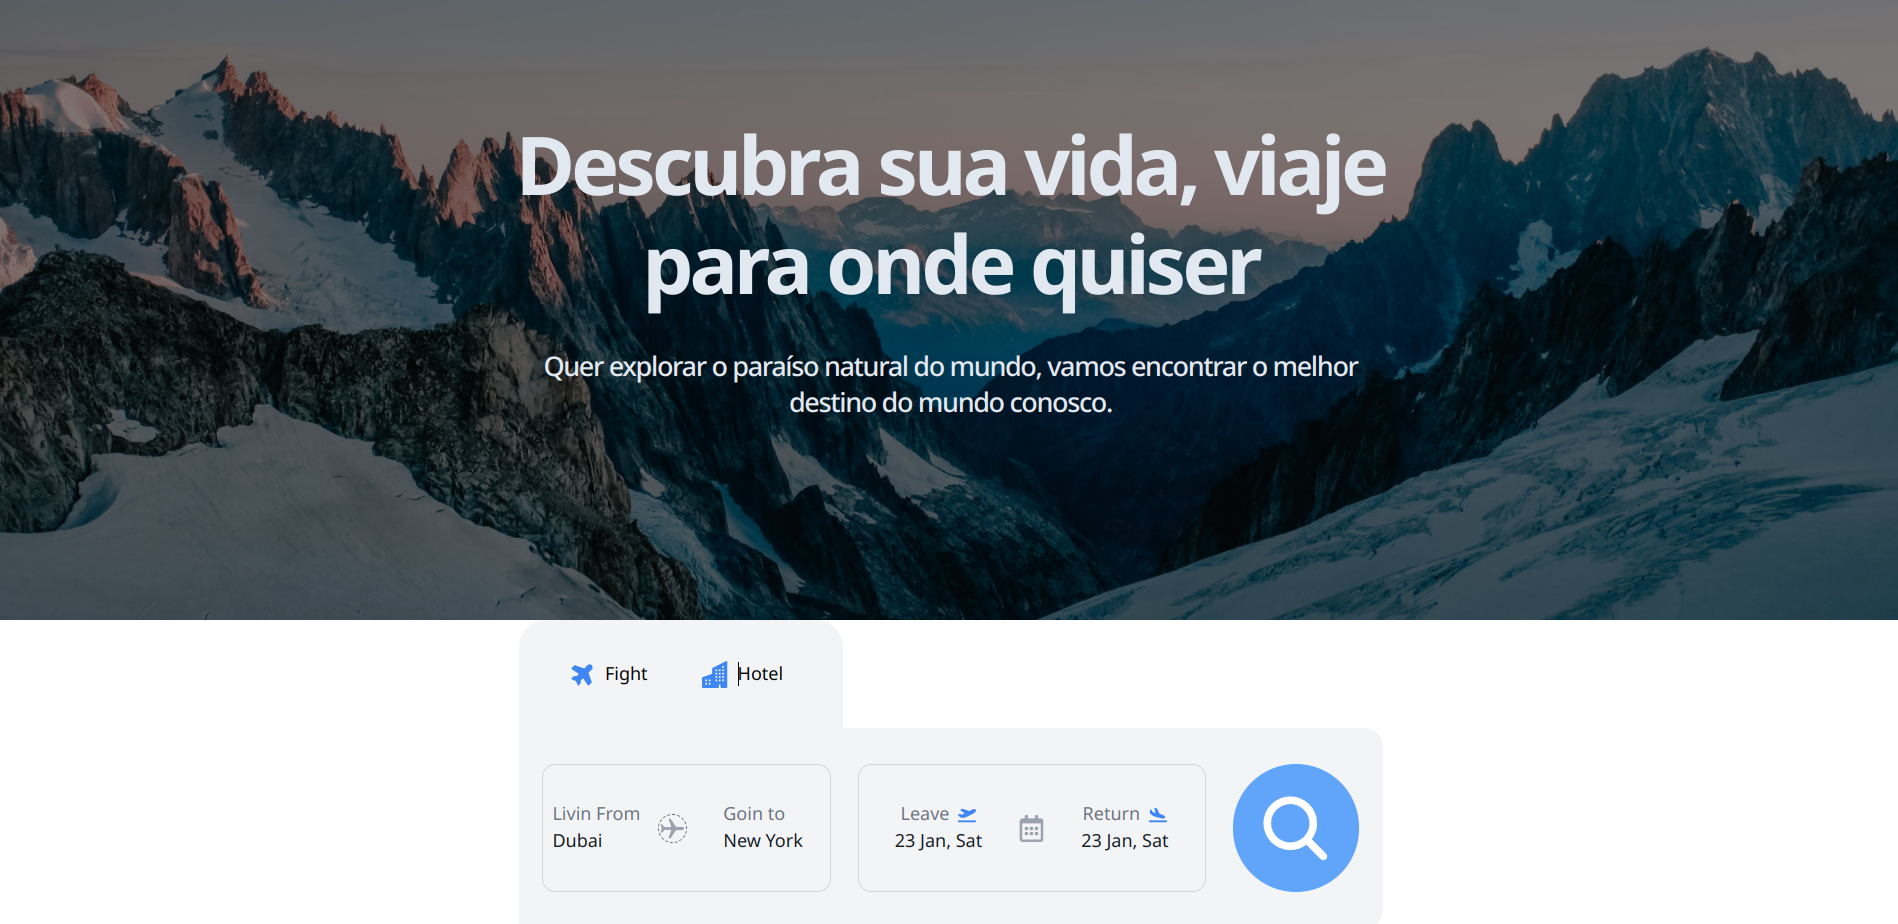 Descubra sua vida, viaje
para onde quiser
Quer explorar o paraíso natural do mundo, vamos encontrar o melhor
destino do mundo conosco.
Fight Hotel
Livin From Goin to Leave Return
Dubai New York 23 Jan, Sat 23 Jan, Sat